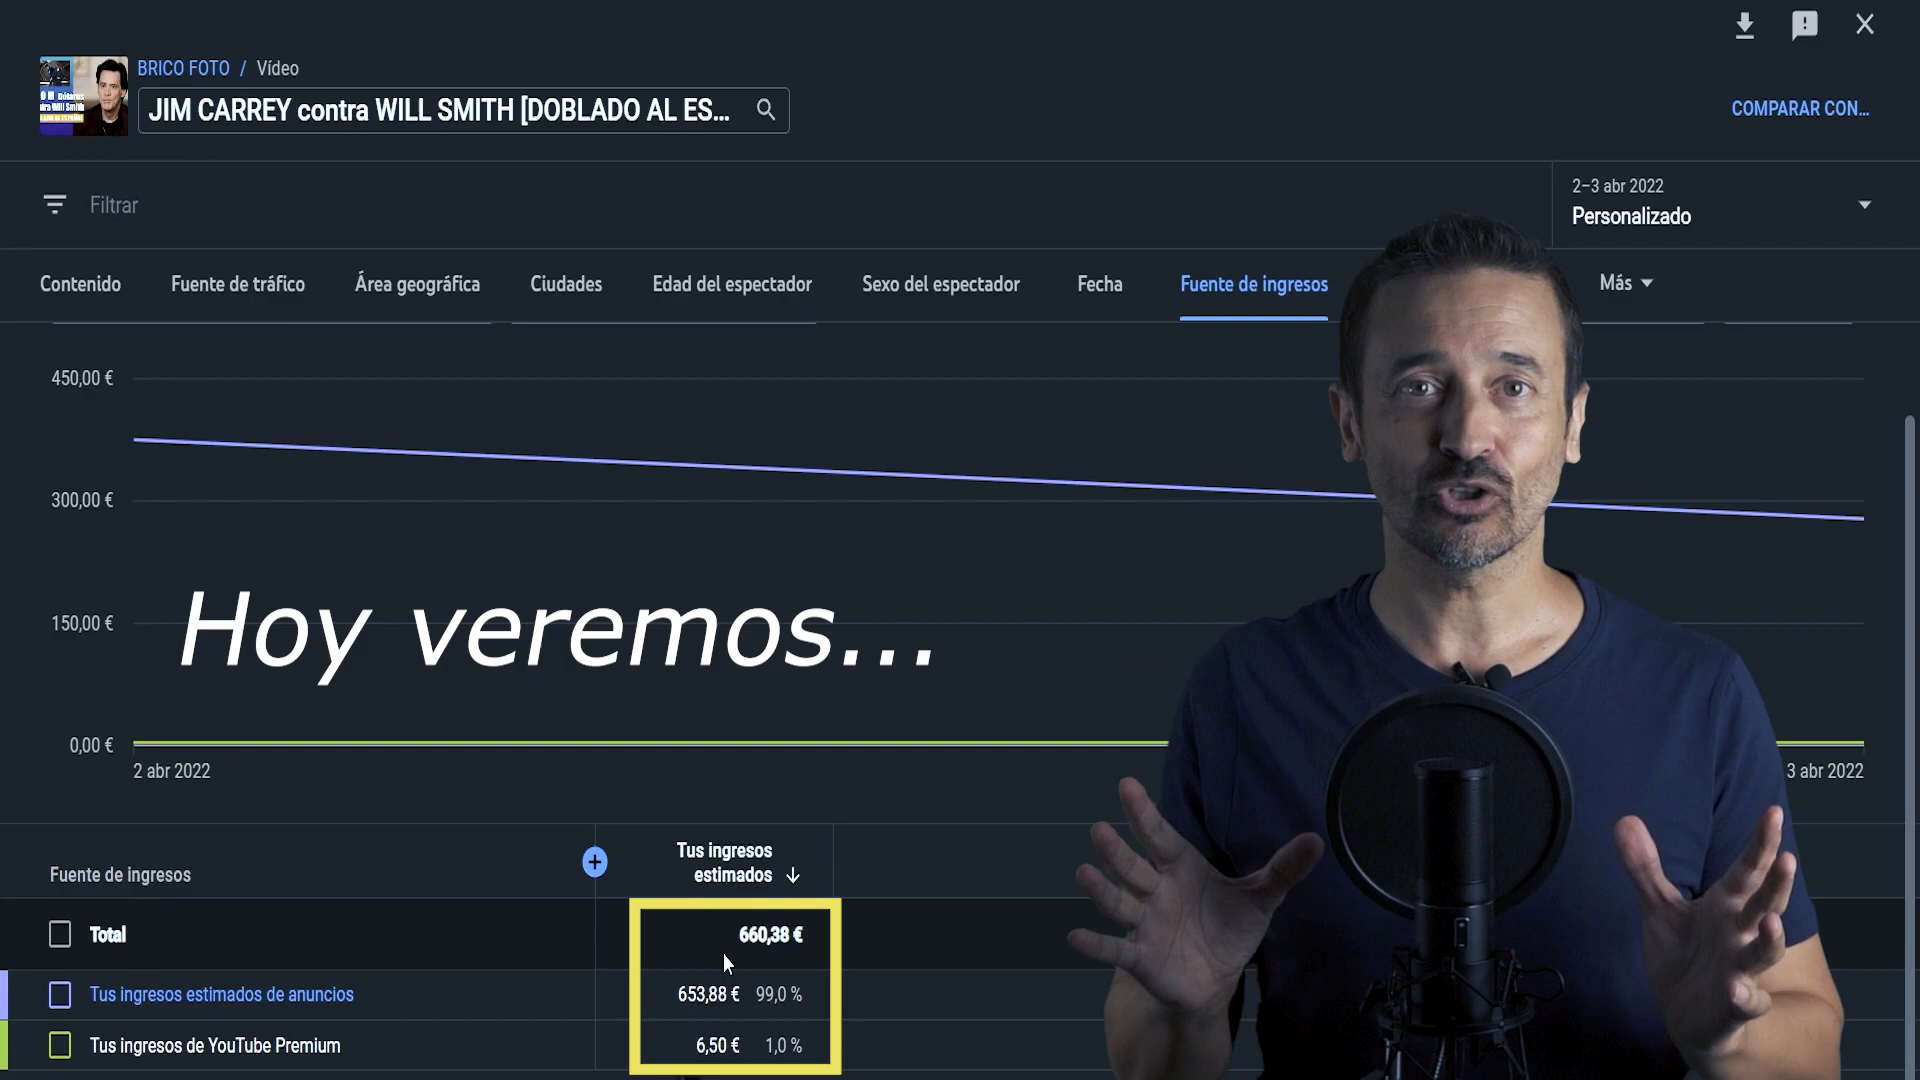 BRICO FOTO / Vídeo
JIM CARREY contra WILL SMITH [DOBLADO AL ES...
COMPARAR CON...
Filtrar
2–3 abr 2022
Personalizado
Contenido
Fuente de tráfico
Área geográfica
Ciudades
Edad del espectador
Sexo del espectador
Fecha
Fuente de ingresos
Más
450,00 €
300,00 €
150,00 €
0,00 €
Hoy veremos...
2 abr 2022
3 abr 2022
Fuente de ingresos
Tus ingresos
estimados
Total
660,38 €
Tus ingresos estimados de anuncios
653,88 € 99,0 %
Tus ingresos de YouTube Premium
6,50 € 1,0 %